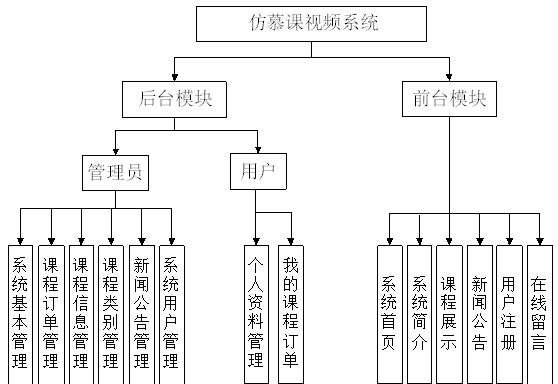 仿慕课视频系统
后台模块
前台模块
管理员
用户
系统基本管理
课程订单管理
课程信息管理
课程类别管理
新闻公告管理
系统用户管理
个人资料管理
我的课程订单
系统首页
系统简介
课程展示
新闻公告
用户注册
在线留言